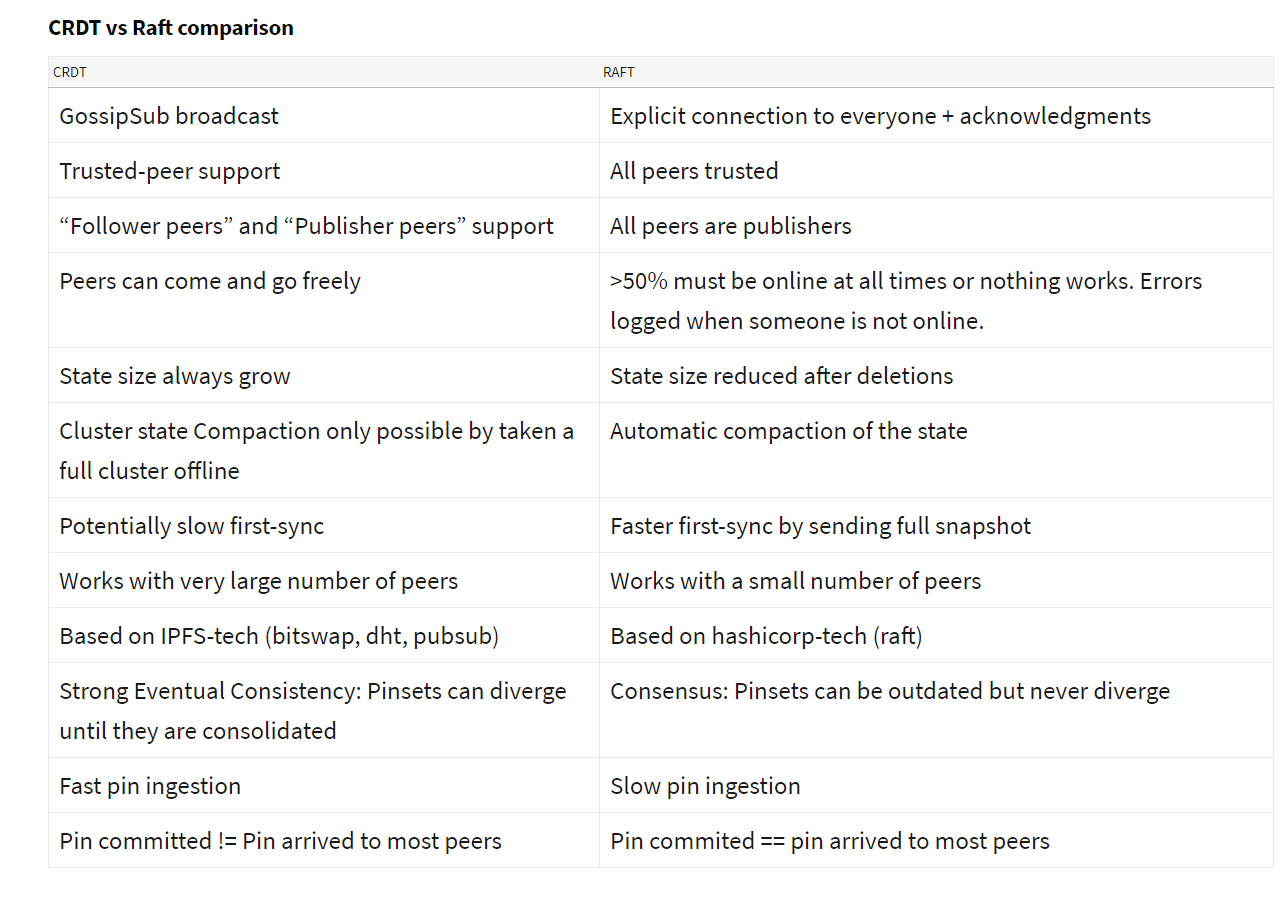 CRDT vs Raft comparison
CRDT RAFT
GossipSub broadcast Explicit connection to everyone + acknowledgments
Trusted-peer support All peers trusted
“Follower peers” and “Publisher peers” support All peers are publishers
Peers can come and go freely >50% must be online at all times or nothing works. Errors
logged when someone is not online.
State size always grow State size reduced after deletions
Cluster state Compaction only possible by taken a Automatic compaction of the state
full cluster offline
Potentially slow first-sync Faster first-sync by sending full snapshot
Works with very large number of peers Works with a small number of peers
Based on IPFS-tech (bitswap, dht, pubsub) Based on hashicorp-tech (raft)
Strong Eventual Consistency: Pinsets can diverge Consensus: Pinsets can be outdated but never diverge
until they are consolidated
Fast pin ingestion Slow pin ingestion
Pin committed != Pin arrived to most peers Pin commited == pin arrived to most peers